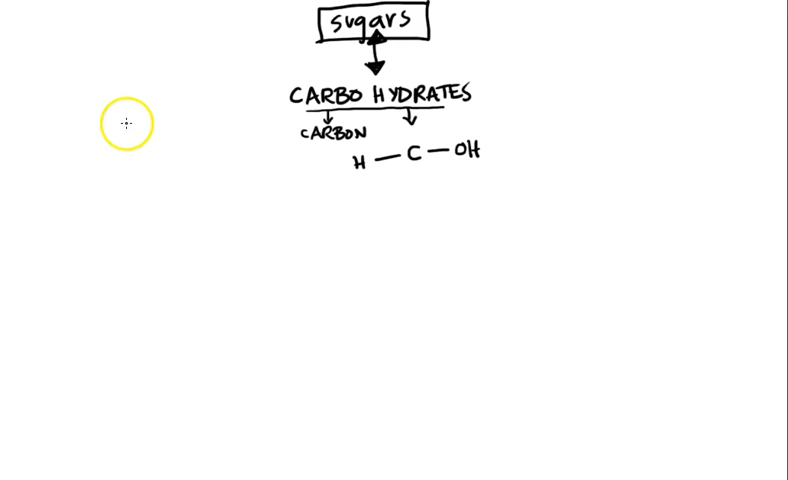 sugars
CARBO HYDRATES
CARBON
H — C — OH